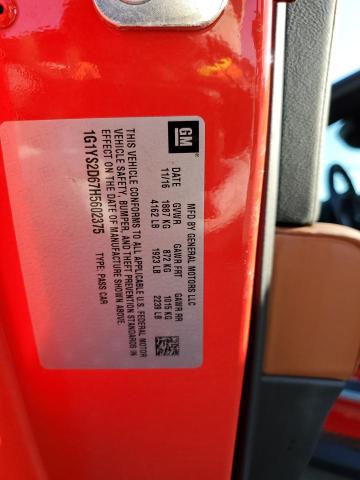 GM
MFD BY GENERAL MOTORS LLC
DATE GVWR GAWR FRT GAWR RR
11/16 1887 KG 872 KG 1015 KG
4162 LB 1923 LB 2239 LB
THIS VEHICLE CONFORMS TO ALL APPLICABLE U.S. FEDERAL MOTOR
VEHICLE SAFETY, BUMPER, AND THEFT PREVENTION STANDARDS IN
EFFECT ON THE DATE OF MANUFACTURE SHOWN ABOVE.
1G1YS2D67H5602375 TYPE: PASS CAR